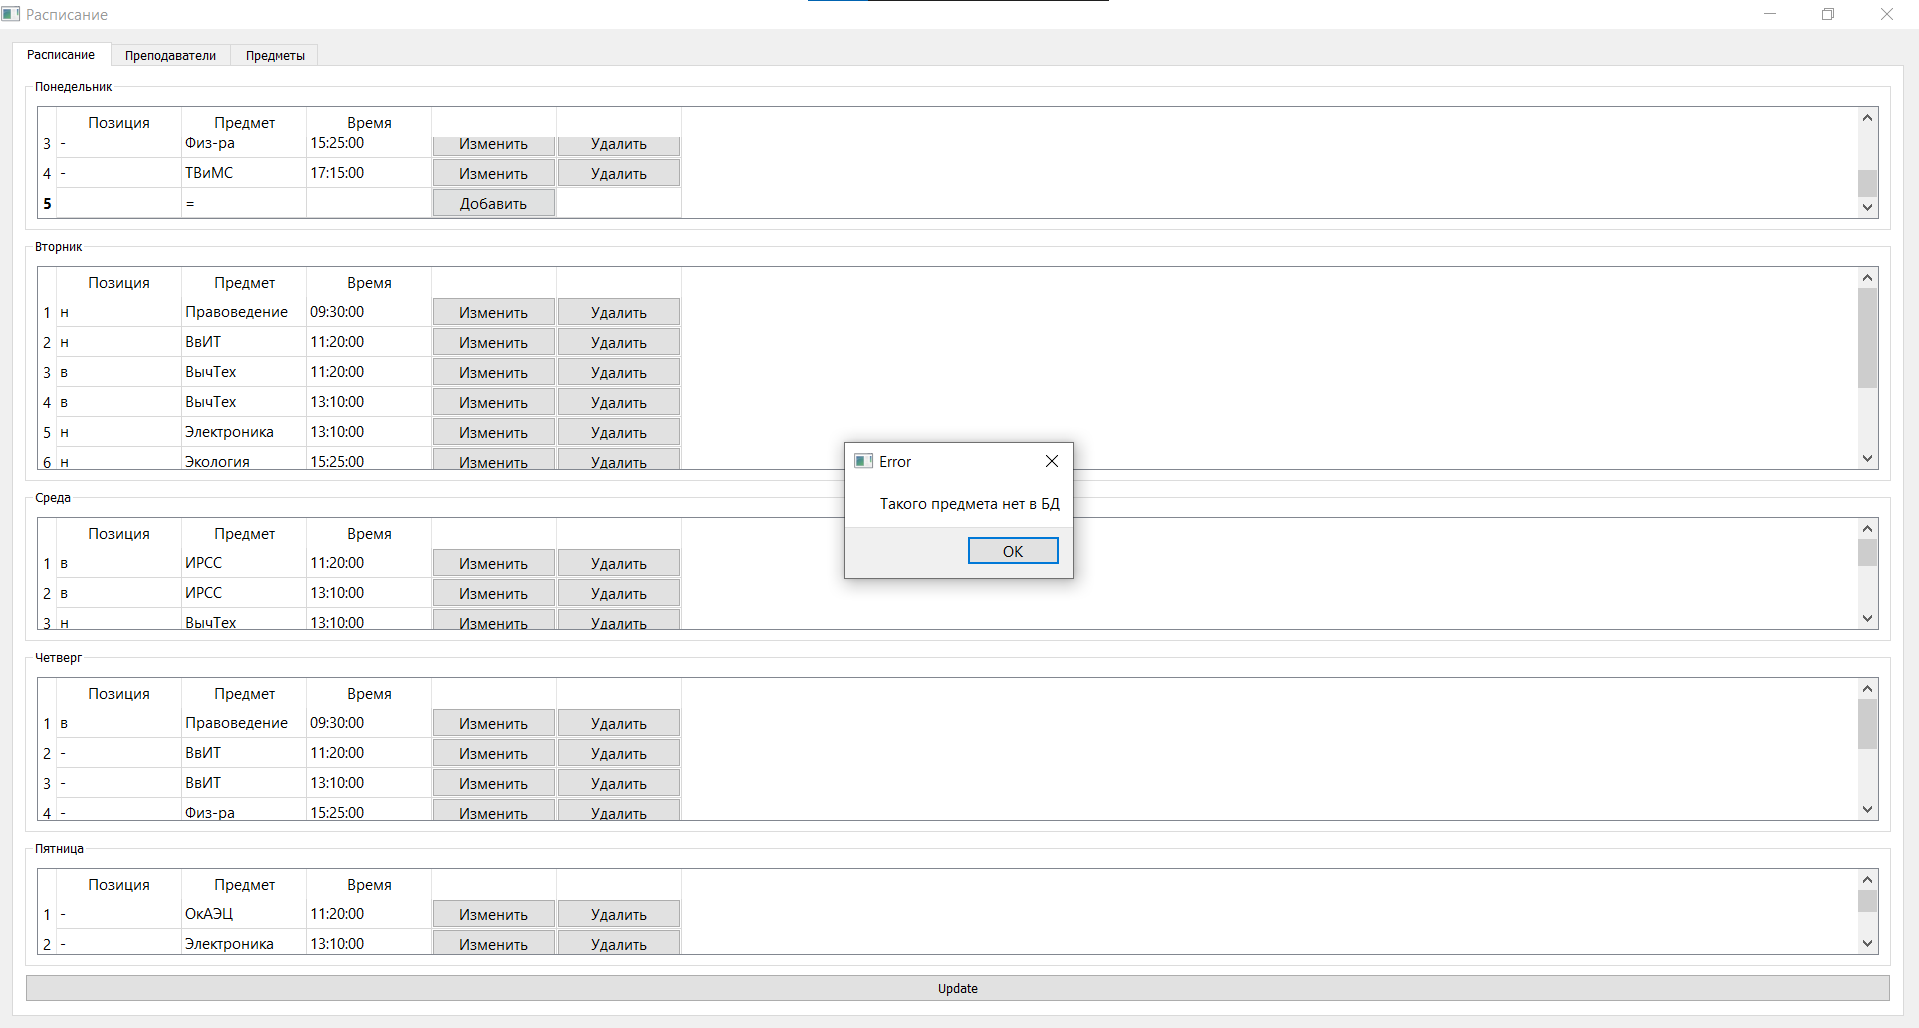 Расписание
Расписание Преподаватели Предметы
Понедельник
Позиция Предмет Время
3 - Физ-ра 15:25:00 Изменить Удалить
4 - ТВиМС 17:15:00 Изменить Удалить
5 = Добавить
Вторник
Позиция Предмет Время
1 н Правоведение 09:30:00 Изменить Удалить
2 н ВвИТ 11:20:00 Изменить Удалить
3 в ВычТех 11:20:00 Изменить Удалить
4 в ВычТех 13:10:00 Изменить Удалить
5 н Электроника 13:10:00 Изменить Удалить
6 н Экология 15:25:00 Изменить Удалить
Error
Такого предмета нет в БД
OK
Среда
Позиция Предмет Время
1 в ИРСС 11:20:00 Изменить Удалить
2 в ИРСС 13:10:00 Изменить Удалить
3 н ВычТех 13:10:00 Изменить Удалить
Четверг
Позиция Предмет Время
1 в Правоведение 09:30:00 Изменить Удалить
2 - ВвИТ 11:20:00 Изменить Удалить
3 - ВвИТ 13:10:00 Изменить Удалить
4 - Физ-ра 15:25:00 Изменить Удалить
Пятница
Позиция Предмет Время
1 - ОкАЭЦ 11:20:00 Изменить Удалить
2 - Электроника 13:10:00 Изменить Удалить
Update